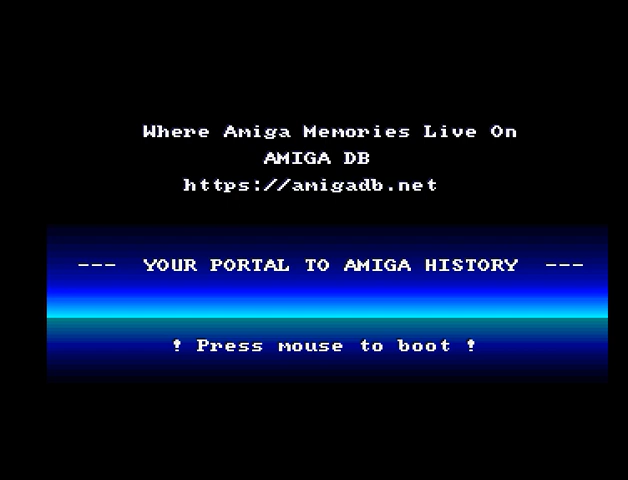 Where Amiga Memories Live On
AMIGA DB
https://amigadb.net
--- YOUR PORTAL TO AMIGA HISTORY ---
! Press mouse to boot !